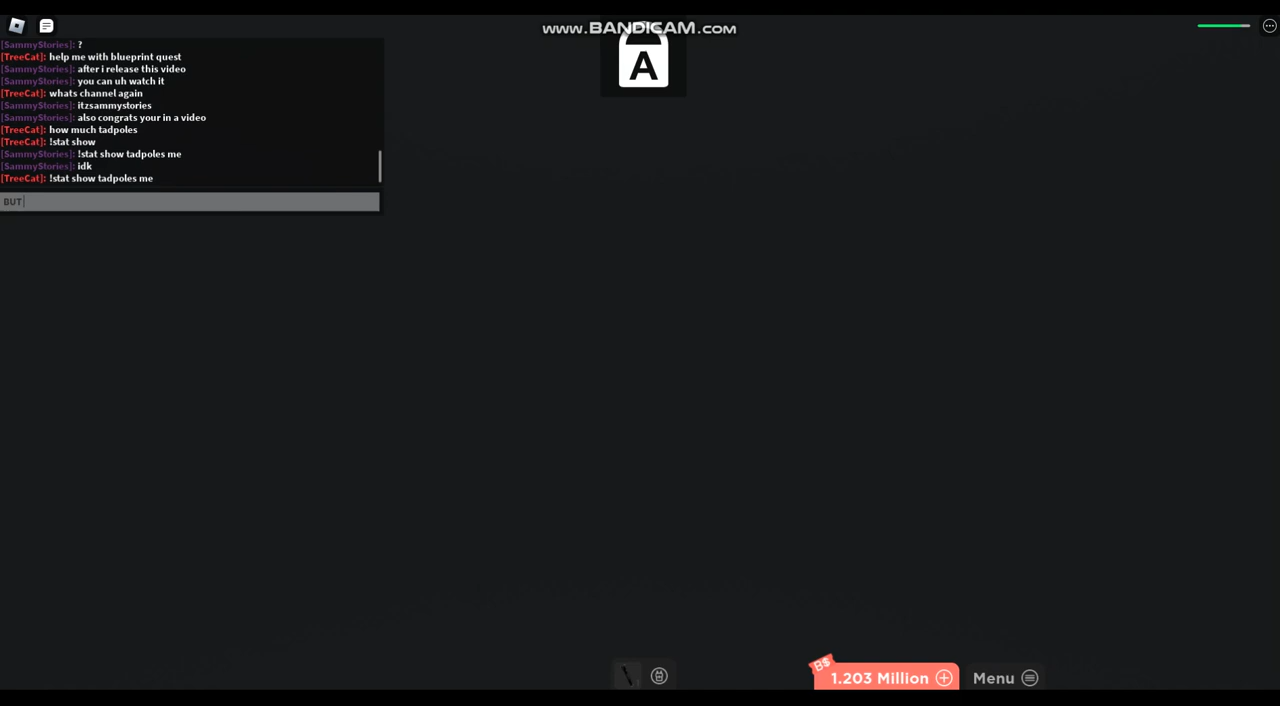 www.BANDICAM.com
[SammyStories]: ?
[TreeCat]: help me with blueprint quest
[SammyStories]: after i release this video
[SammyStories]: you can uh watch it
[TreeCat]: whats channel again
[SammyStories]: itzsammystories
[SammyStories]: also congrats your in a video
[TreeCat]: how much tadpoles
[TreeCat]: !stat show
[SammyStories]: !stat show tadpoles me
[SammyStories]: idk
[TreeCat]: !stat show tadpoles me
BUT
A
B$
1.203 Million
Menu